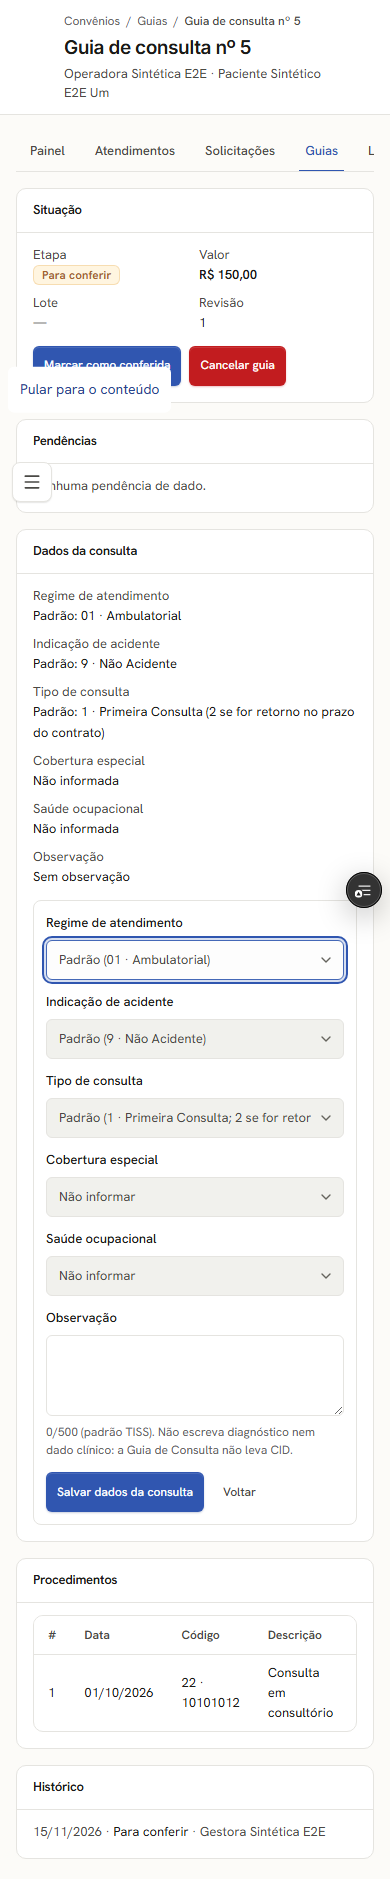 Convênios / Guias / Guia de consulta nº 5
Guia de consulta nº 5
Operadora Sintética E2E · Paciente Sintético
E2E Um
Painel Atendimentos Solicitações Guias L
Situação
Etapa Valor
Para conferir R$ 150,00
Lote Revisão
— 1
Marcar como conferida Cancelar guia
Pular para o conteúdo
Pendências
nhuma pendência de dado.
Dados da consulta
Regime de atendimento
Padrão: 01 · Ambulatorial
Indicação de acidente
Padrão: 9 · Não Acidente
Tipo de consulta
Padrão: 1 · Primeira Consulta (2 se for retorno no prazo
do contrato)
Cobertura especial
Não informada
Saúde ocupacional
Não informada
Observação
Sem observação
Regime de atendimento
Padrão (01 · Ambulatorial)
Indicação de acidente
Padrão (9 · Não Acidente)
Tipo de consulta
Padrão (1 · Primeira Consulta; 2 se for retor
Cobertura especial
Não informar
Saúde ocupacional
Não informar
Observação
0/500 (padrão TISS). Não escreva diagnóstico nem
dado clínico: a Guia de Consulta não leva CID.
Salvar dados da consulta Voltar
Procedimentos
# Data Código Descrição
1 01/10/2026 22 · 10101012 Consulta em consultório
Histórico
15/11/2026 · Para conferir · Gestora Sintética E2E